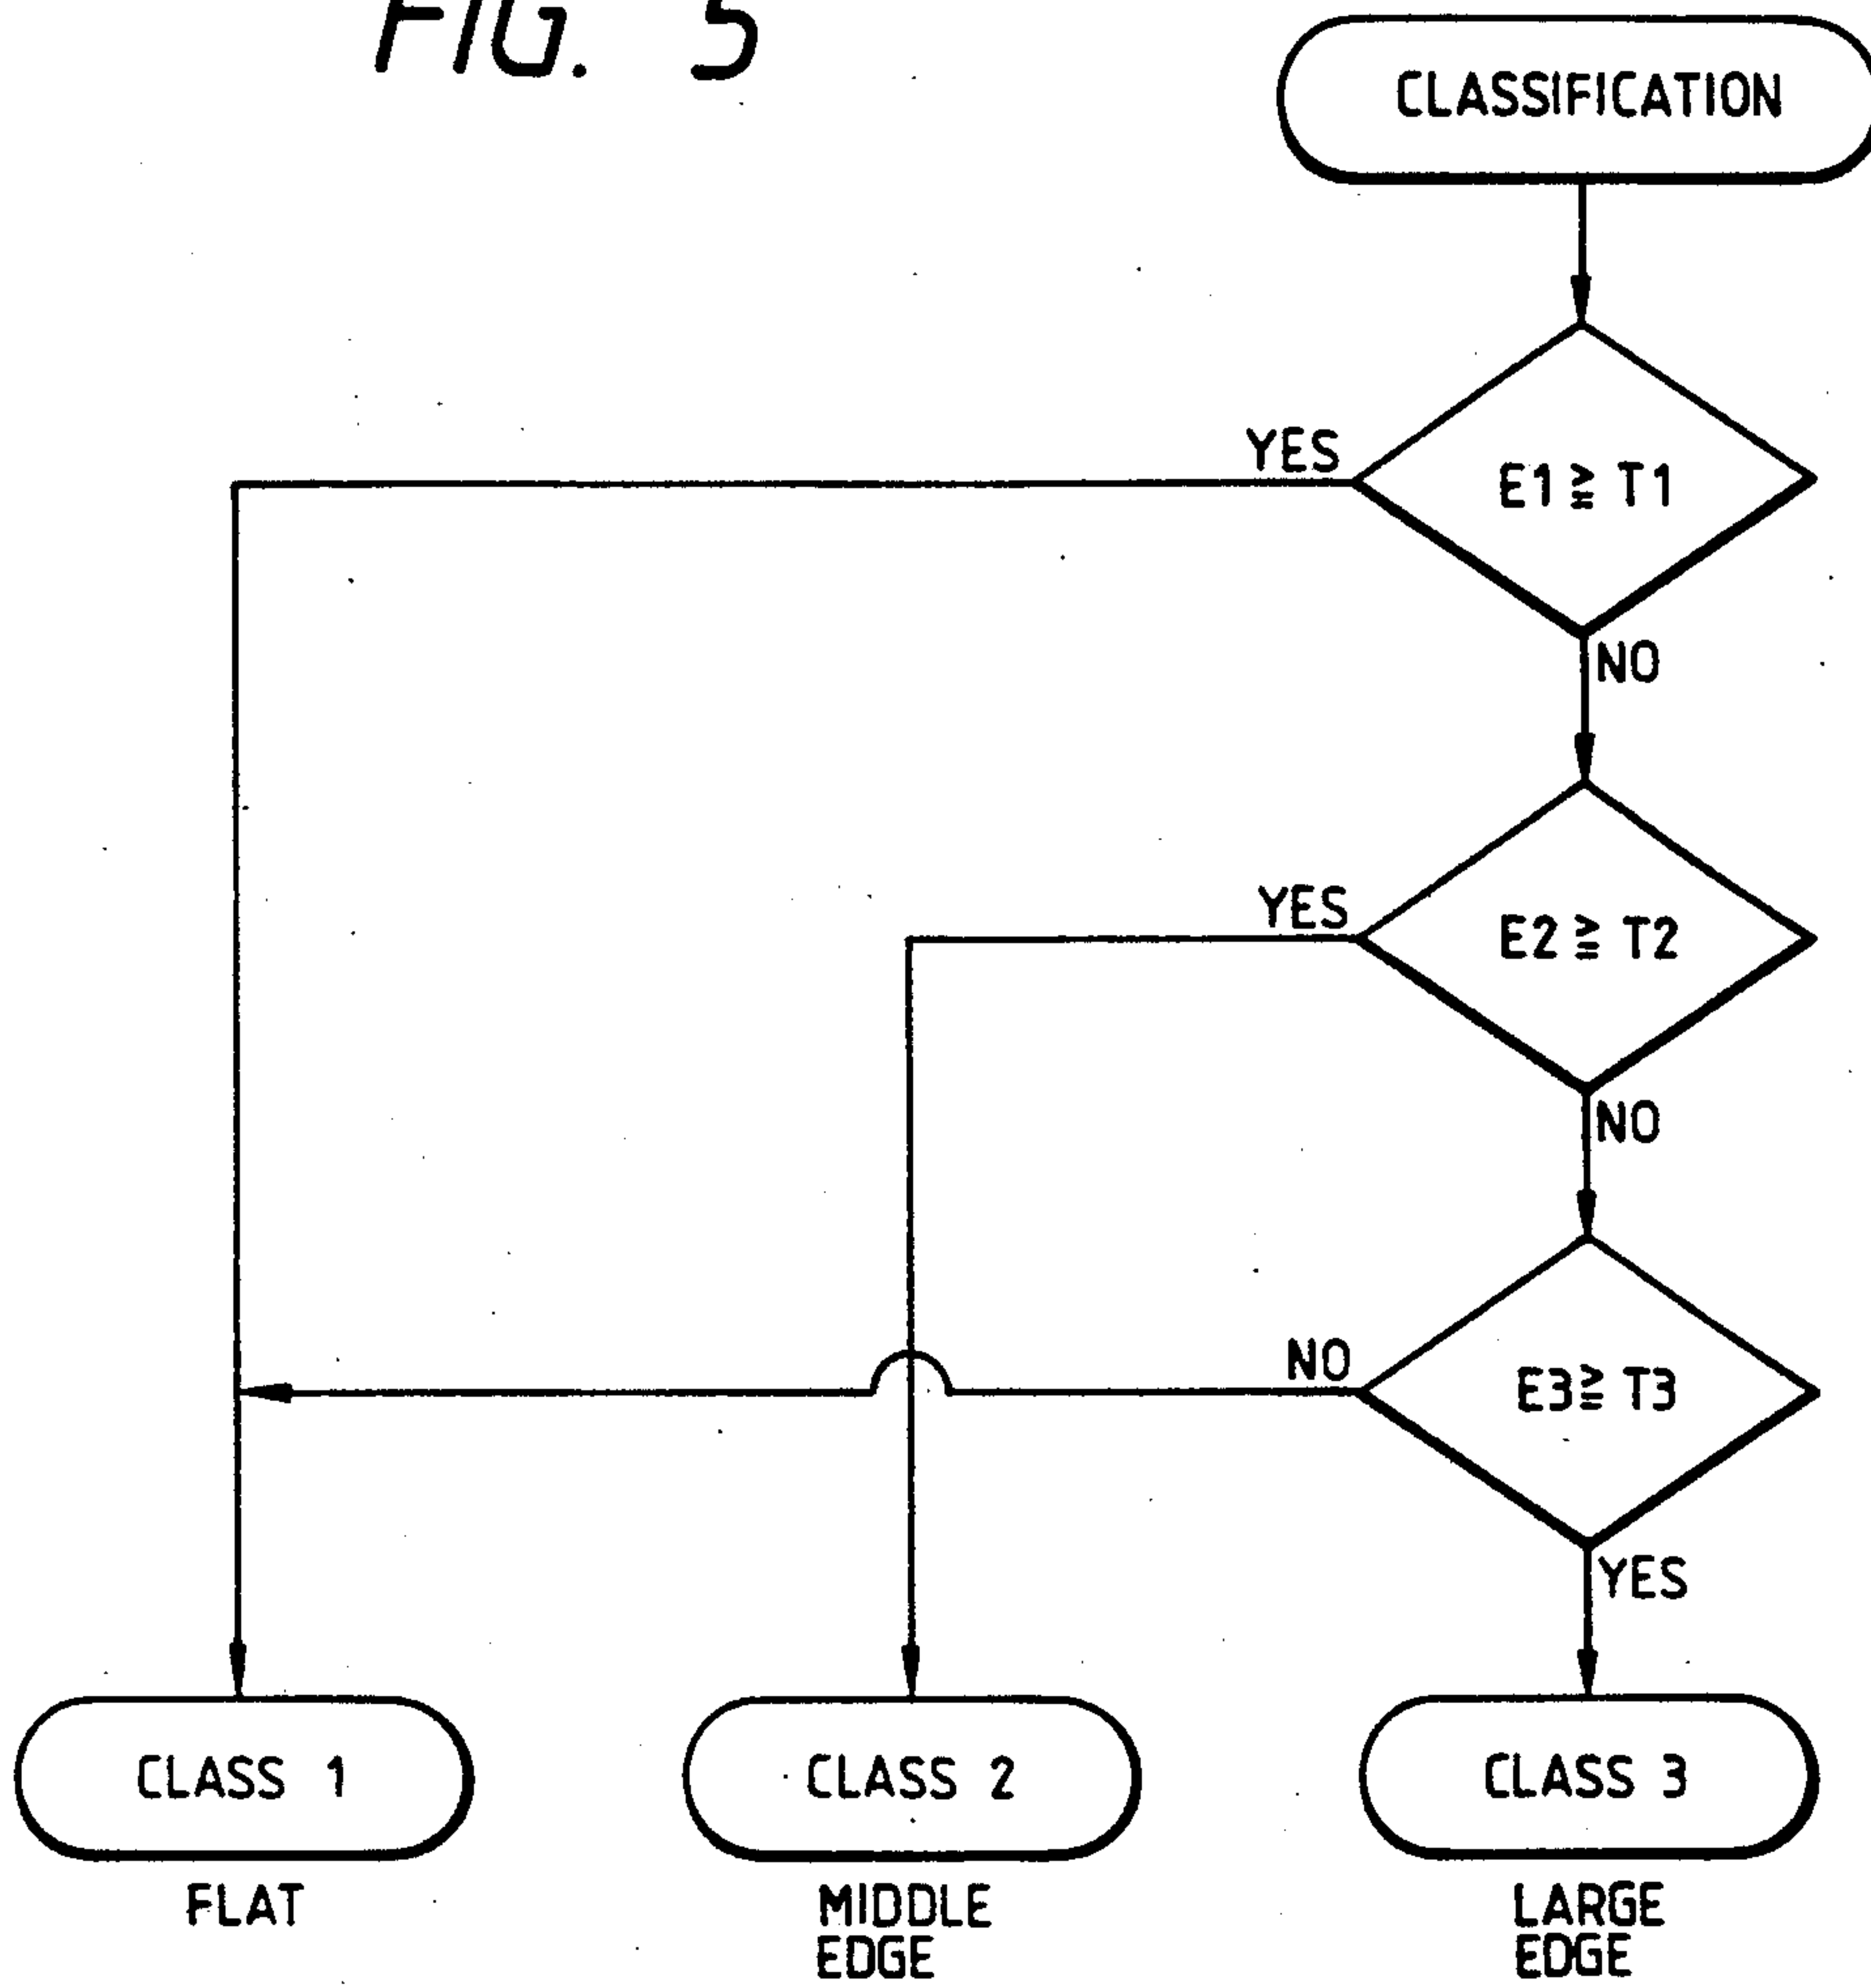 FIG. 5
CLASSIFICATION
YES
E1 ≧ T1
NO
YES
E2 ≧ T2
NO
NO
E3 ≧ T3
YES
CLASS 1
CLASS 2
CLASS 3
FLAT
MIDDLE
EDGE
LARGE
EDGE